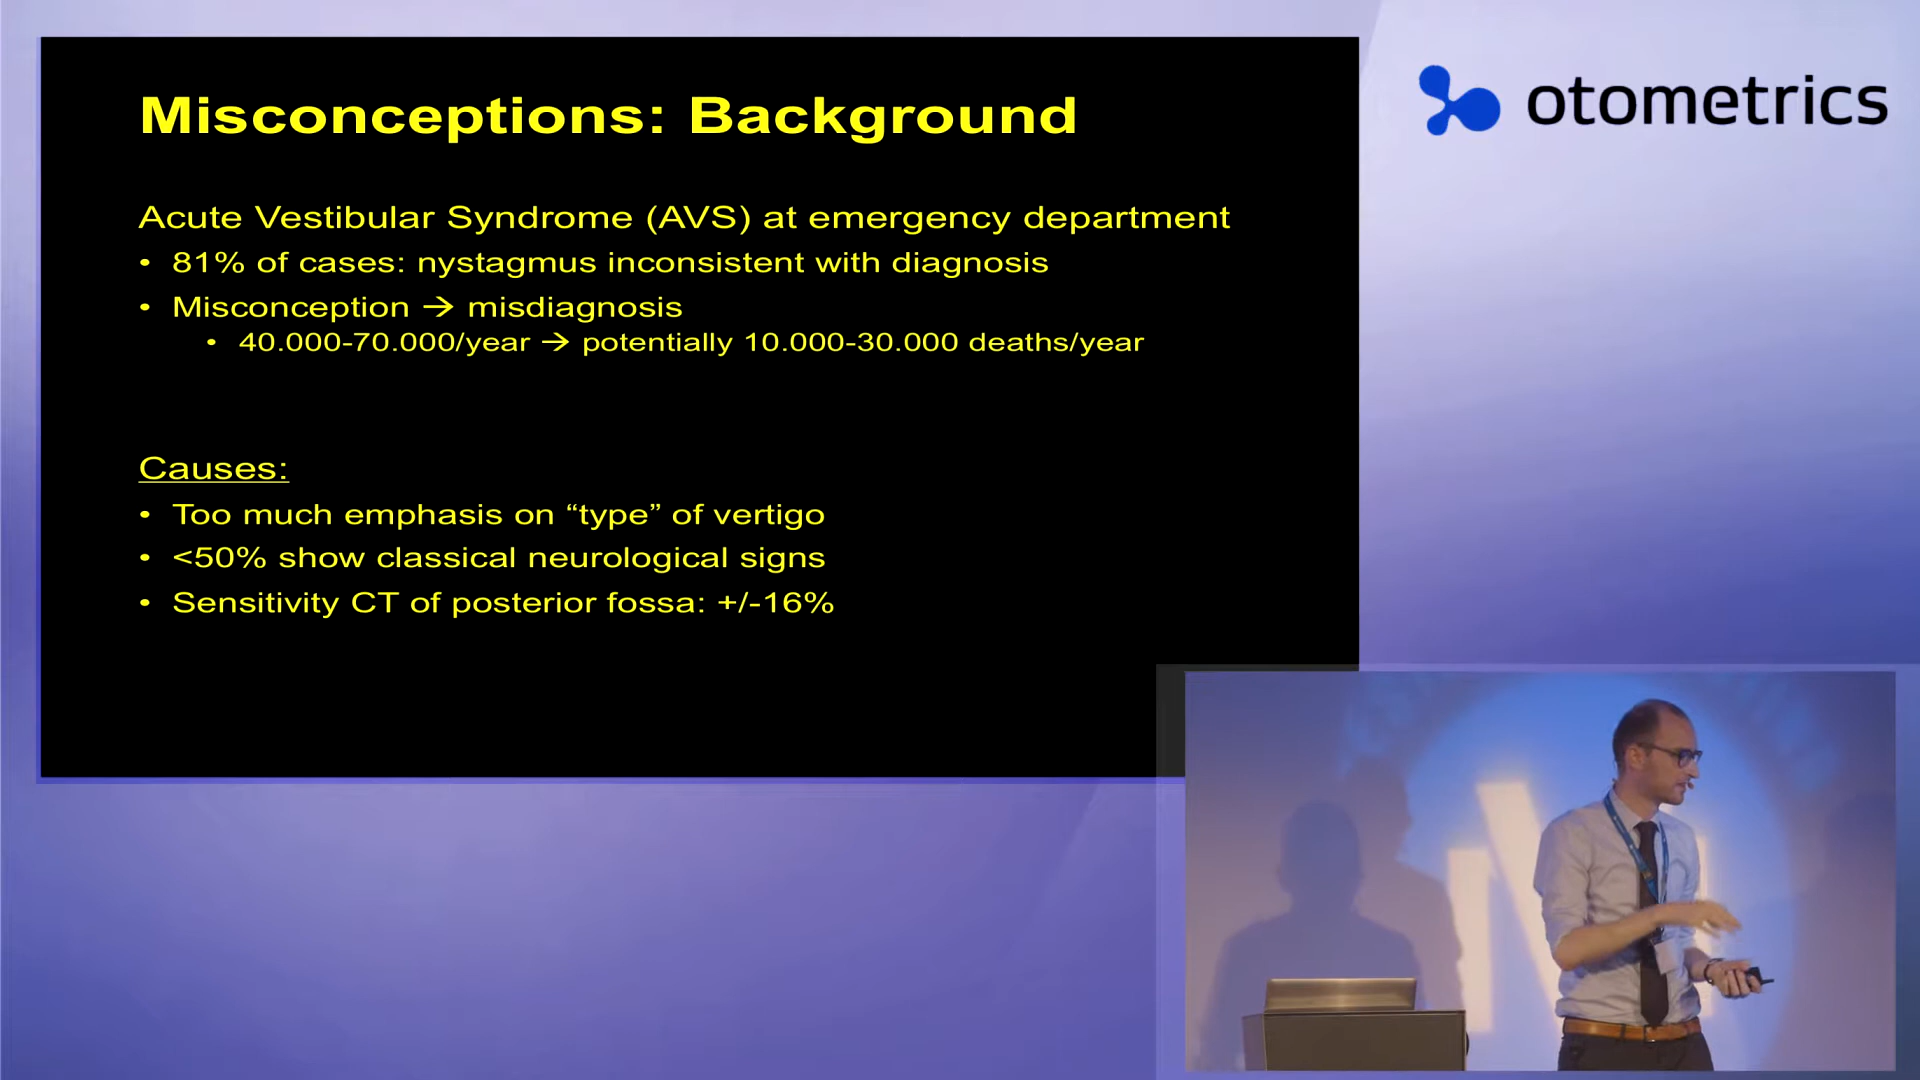 Misconceptions: Background
otometrics
Acute Vestibular Syndrome (AVS) at emergency department
• 81% of cases: nystagmus inconsistent with diagnosis
• Misconception → misdiagnosis
• 40.000-70.000/year → potentially 10.000-30.000 deaths/year
Causes:
• Too much emphasis on “type” of vertigo
• <50% show classical neurological signs
• Sensitivity CT of posterior fossa: +/-16%